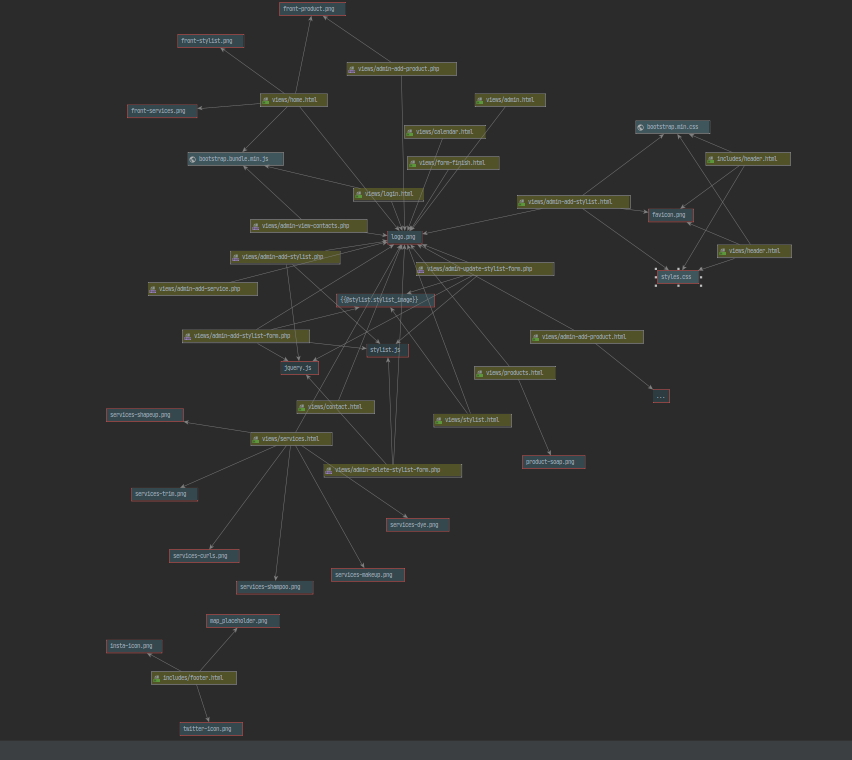 front-product.png
front-stylist.png
views/admin-add-product.php
views/home.html
views/admin.html
front-services.png
bootstrap.min.css
views/calendar.html
bootstrap.bundle.min.js
views/form-finish.html
includes/header.html
views/login.html
views/admin-add-stylist.html
favicon.png
views/admin-view-contacts.php
logo.png
views/header.html
views/admin-add-stylist.php
views/admin-update-stylist-form.php
styles.css
views/admin-add-service.php
{{@stylist.stylist_image}}
views/admin-add-stylist-form.php
views/admin-add-product.html
stylist.js
jquery.js
views/products.html
...
views/contact.html
services-shapeup.png
views/stylist.html
views/services.html
product-soap.png
views/admin-delete-stylist-form.php
services-trim.png
services-dye.png
services-curls.png
services-makeup.png
services-shampoo.png
map_placeholder.png
insta-icon.png
includes/footer.html
twitter-icon.png